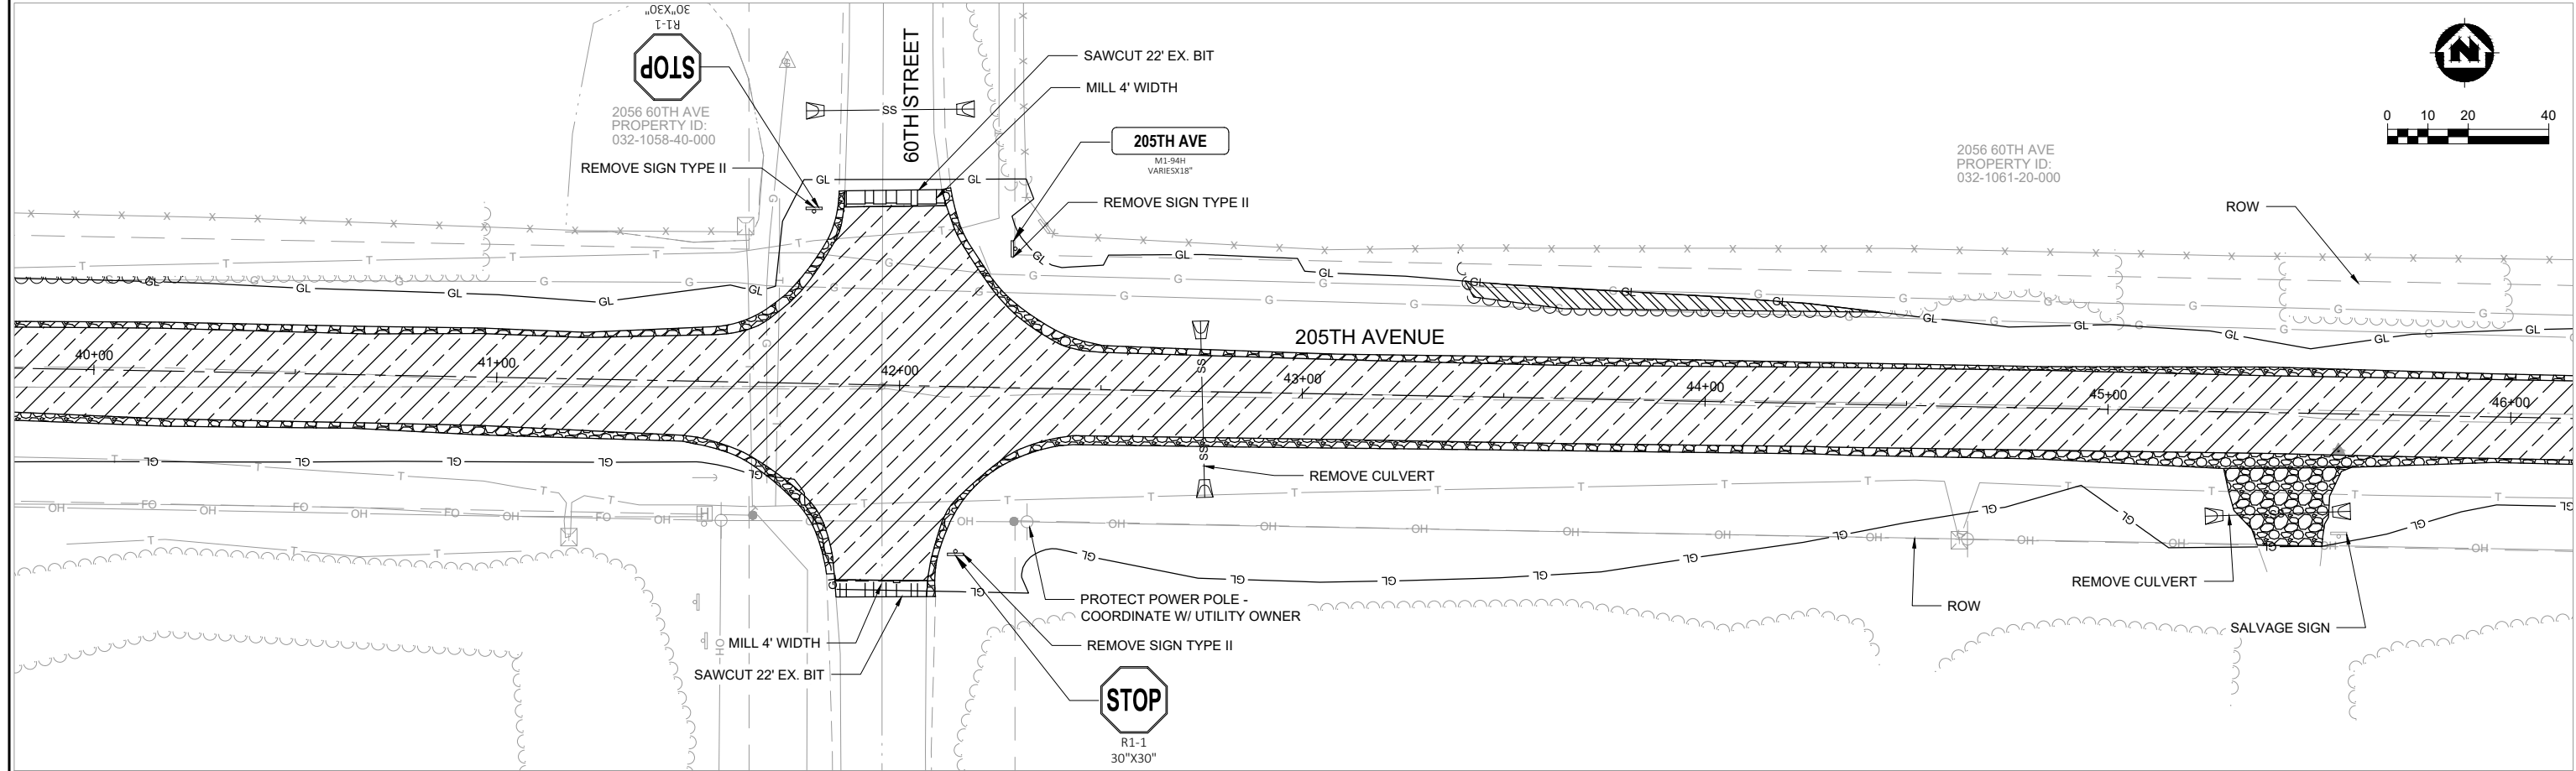 30"X30"
R1-1
STOP
2056 60TH AVE
PROPERTY ID:
032-1058-40-000
REMOVE SIGN TYPE II
60TH STREET
SAWCUT 22' EX. BIT
MILL 4' WIDTH
205TH AVE
M1-94H
VARIESX18"
REMOVE SIGN TYPE II
2056 60TH AVE
PROPERTY ID:
032-1061-20-000
ROW
N
0 10 20 40
205TH AVENUE
40+00
41+00
42+00
43+00
44+00
45+00
46+00
REMOVE CULVERT
PROTECT POWER POLE -
COORDINATE W/ UTILITY OWNER
REMOVE SIGN TYPE II
MILL 4' WIDTH
SAWCUT 22' EX. BIT
STOP
R1-1
30"X30"
ROW
REMOVE CULVERT
SALVAGE SIGN